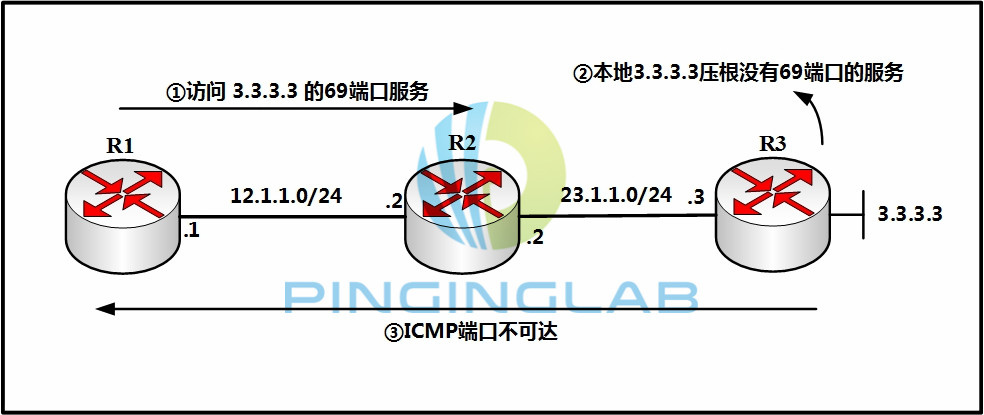 ②本地3.3.3.3压根没有69端口的服务
①访问 3.3.3.3 的69端口服务
R1
R2
R3
12.1.1.0/24
.2
23.1.1.0/24
.3
3.3.3.3
.1
.2
PINGINGLAB
③ICMP端口不可达